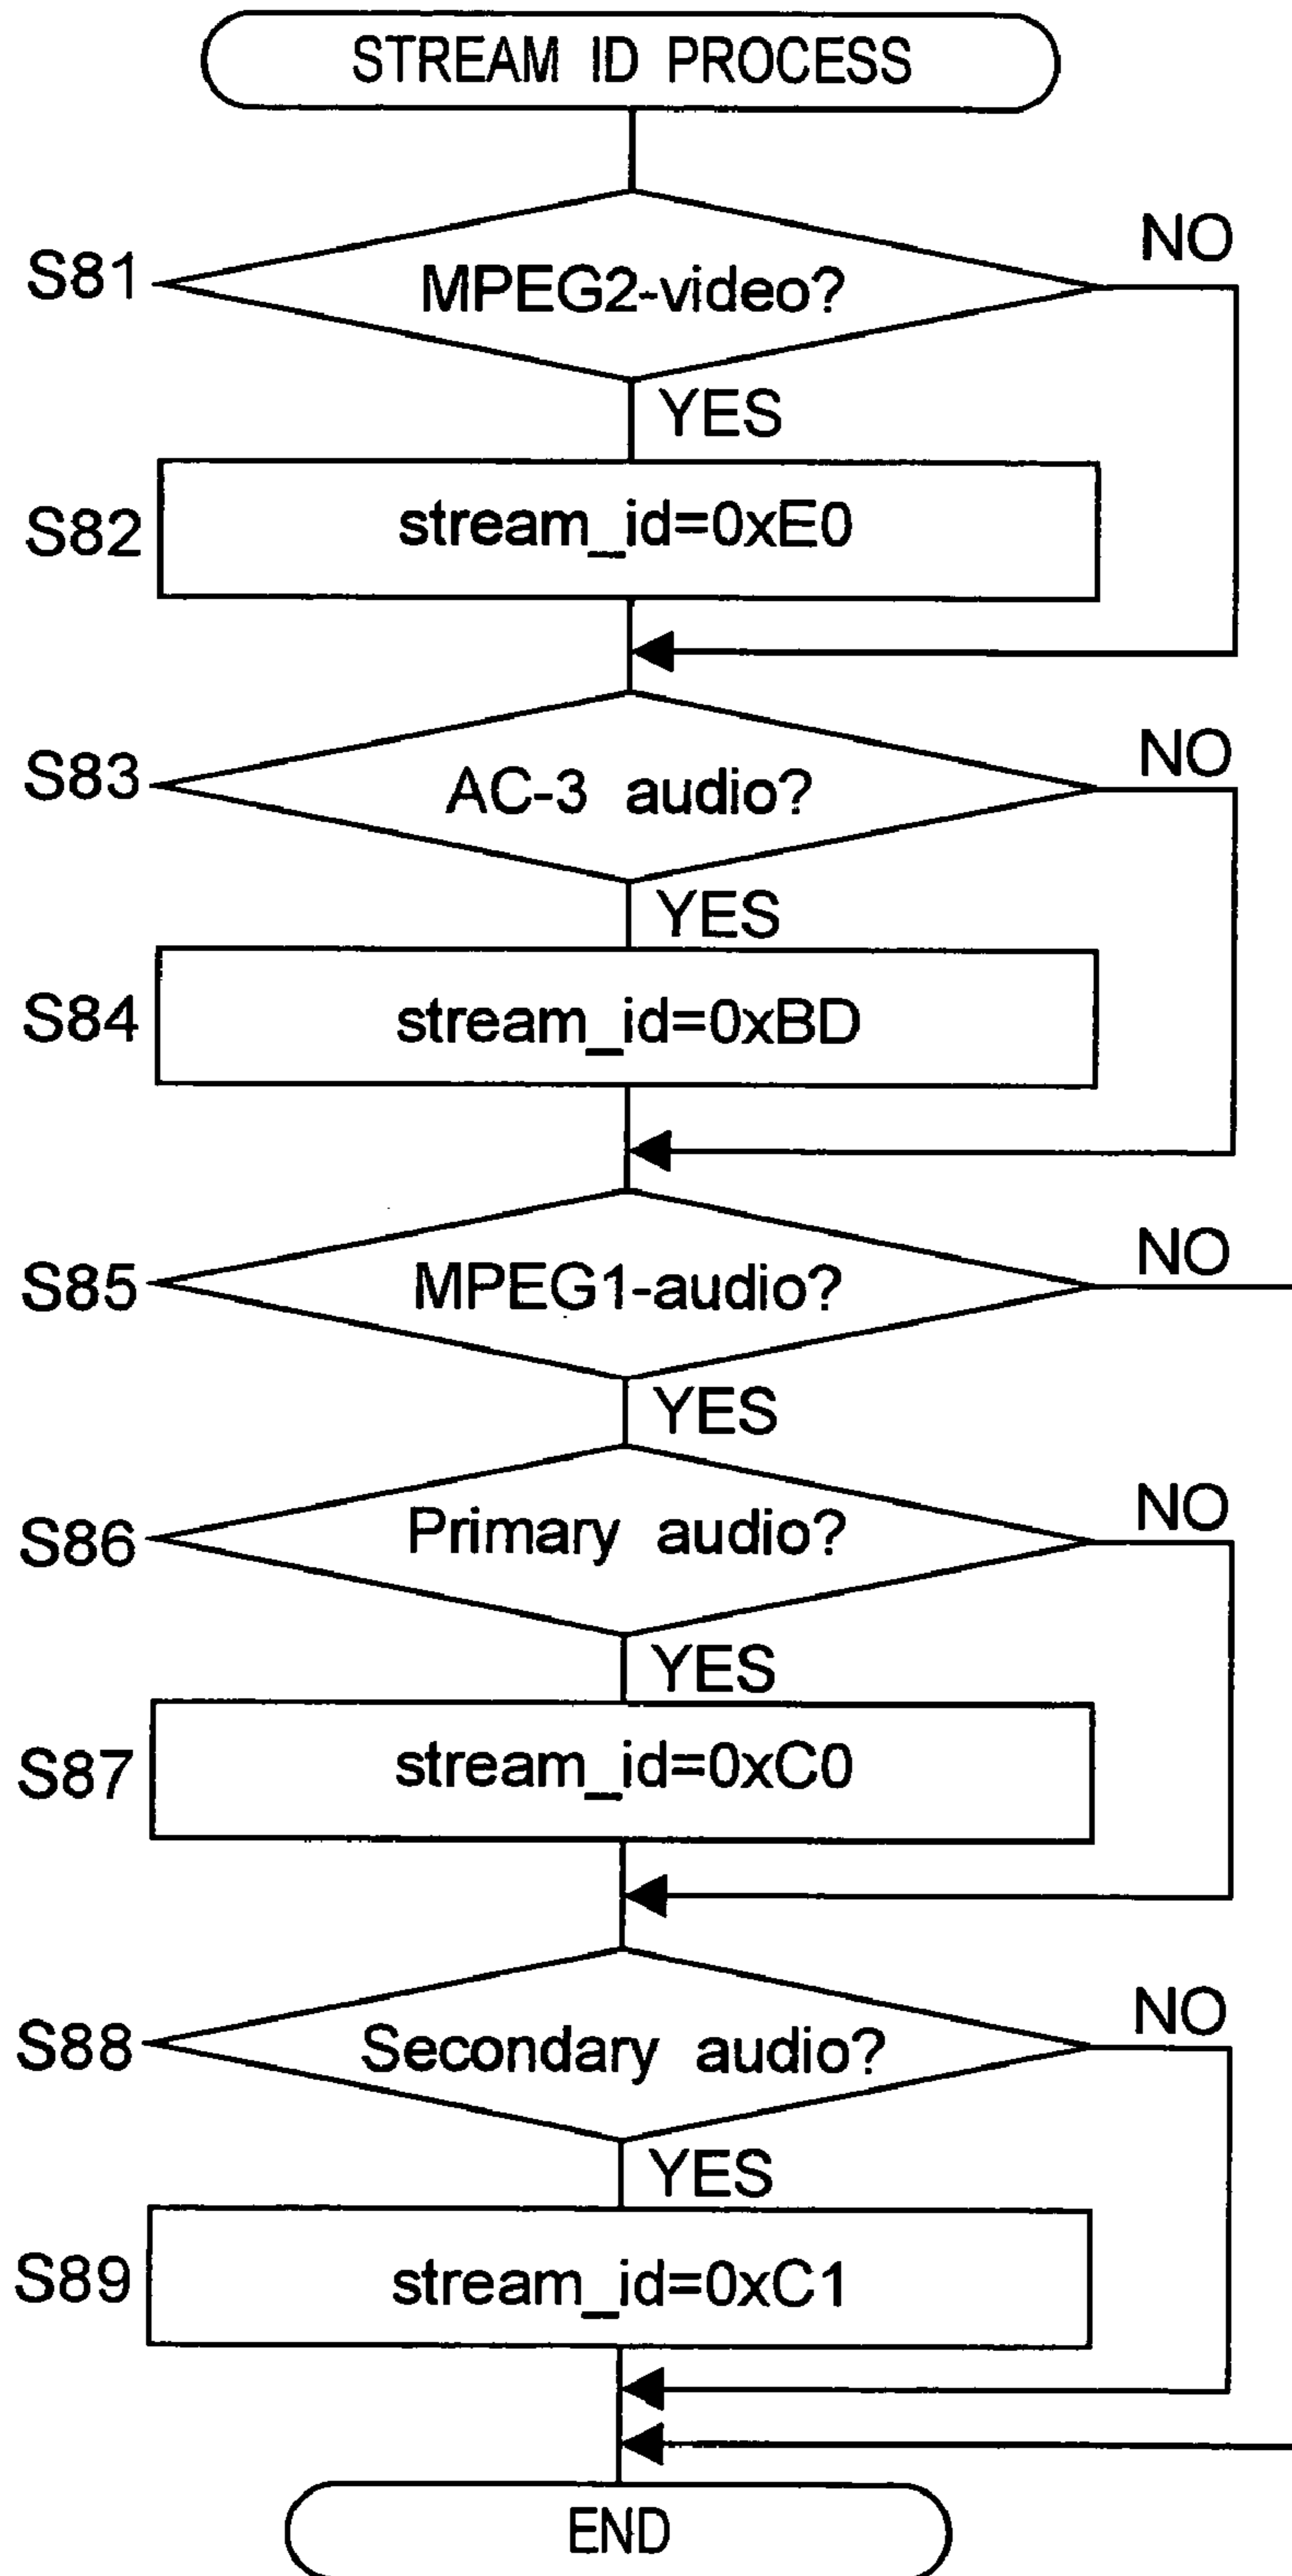 STREAM ID PROCESS
NO
S81
MPEG2-video?
YES
S82
stream_id=0xE0
NO
S83
AC-3 audio?
YES
S84
stream_id=0xBD
NO
S85
MPEG1-audio?
YES
NO
S86
Primary audio?
YES
S87
stream_id=0xC0
NO
S88
Secondary audio?
YES
S89
stream_id=0xC1
END